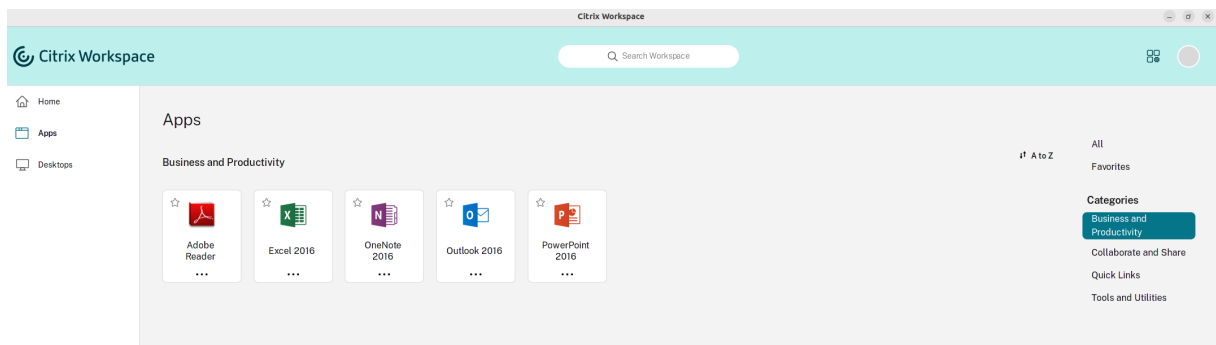 Citrix Workspace
Citrix Workspace
Search Workspace
Home
Apps
Desktops
Apps
Business and Productivity
A to Z
Adobe
Reader
Excel 2016
OneNote
2016
Outlook 2016
PowerPoint
2016
All
Favorites
Categories
Business and
Productivity
Collaborate and Share
Quick Links
Tools and Utilities